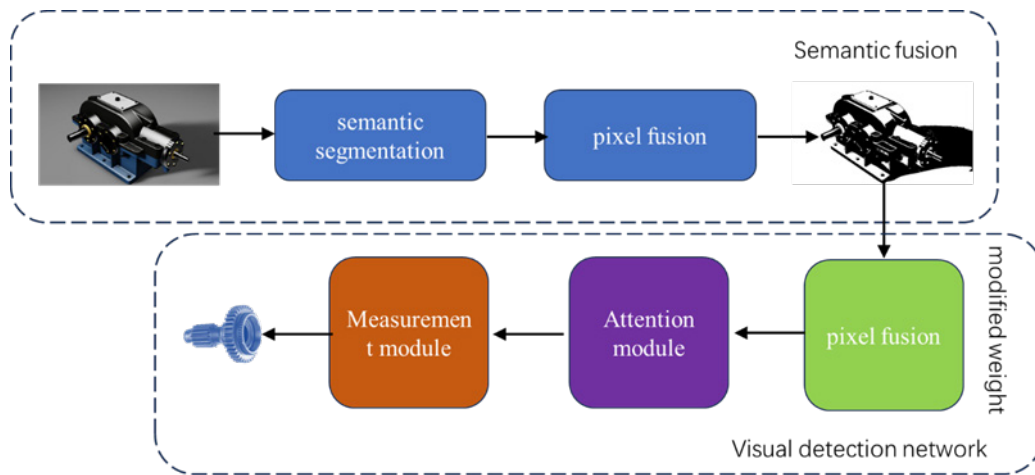 Semantic fusion
semantic
segmentation
pixel fusion
Measuremen
t module
Attention
module
pixel fusion
modified weight
Visual detection network